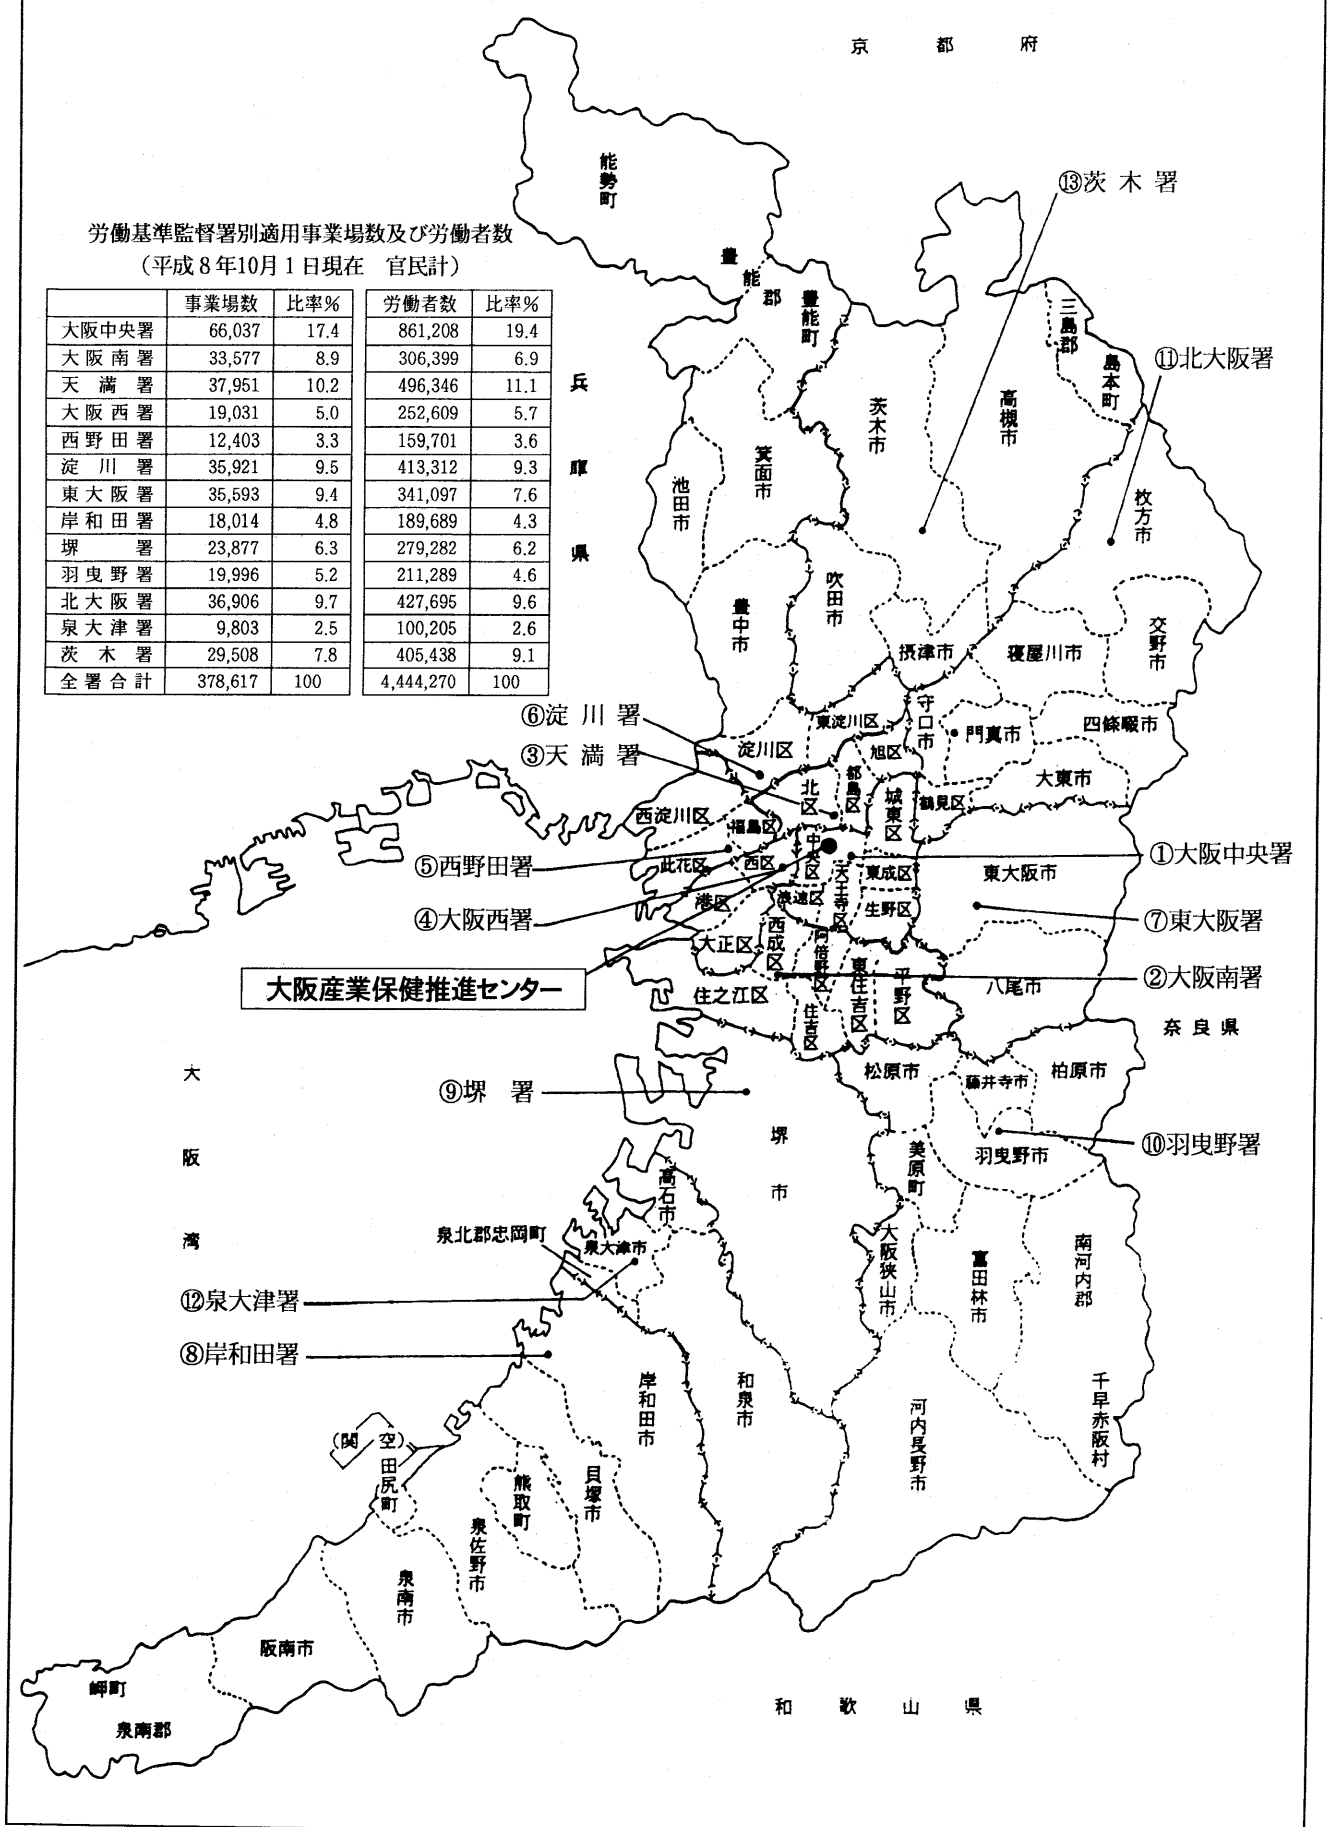 京都府
労働基準監督署別適用事業場数及び労働者数
（平成8年10月1日現在　官民計）
事業場数 比率% 労働者数 比率%
大阪中央署 66,037 17.4 861,208 19.4
大阪南署 33,577 8.9 306,399 6.9
天満署 37,951 10.2 496,346 11.1
大阪西署 19,031 5.0 252,609 5.7
西野田署 12,403 3.3 159,701 3.6
淀川署 35,921 9.5 413,312 9.3
東大阪署 35,593 9.4 341,097 7.6
岸和田署 18,014 4.8 189,689 4.3
堺署 23,877 6.3 279,282 6.2
羽曳野署 19,996 5.2 211,289 4.6
北大阪署 36,906 9.7 427,695 9.6
泉大津署 9,803 2.5 100,205 2.6
茨木署 29,508 7.8 405,438 9.1
全署合計 378,617 100 4,444,270 100
兵庫県
能勢町
豊能郡
豊能町
⑬茨木署
三島郡
島本町
⑪北大阪署
茨木市
高槻市
箕面市
池田市
枚方市
豊中市
吹田市
摂津市
寝屋川市
交野市
守口市
門真市
四條畷市
大東市
⑥淀川署
③天満署
東淀川区
淀川区
旭区
北区
都島区
城東区
鶴見区
西淀川区
福島区
此花区
西区
中央区
天王寺区
東成区
東大阪市
①大阪中央署
⑤西野田署
④大阪西署
港区
浪速区
生野区
⑦東大阪署
大正区
西成区
阿倍野区
東住吉区
平野区
八尾市
②大阪南署
大阪産業保健推進センター
住之江区
住吉区
奈良県
大阪湾
⑨堺署
松原市
藤井寺市
柏原市
堺市
美原町
羽曳野市
⑩羽曳野署
高石市
泉北郡忠岡町
泉大津市
大阪狭山市
富田林市
南河内郡
⑫泉大津署
⑧岸和田署
岸和田市
和泉市
河内長野市
千早赤阪村
（関空）
田尻町
熊取町
貝塚市
泉佐野市
泉南市
阪南市
岬町
泉南郡
和歌山県